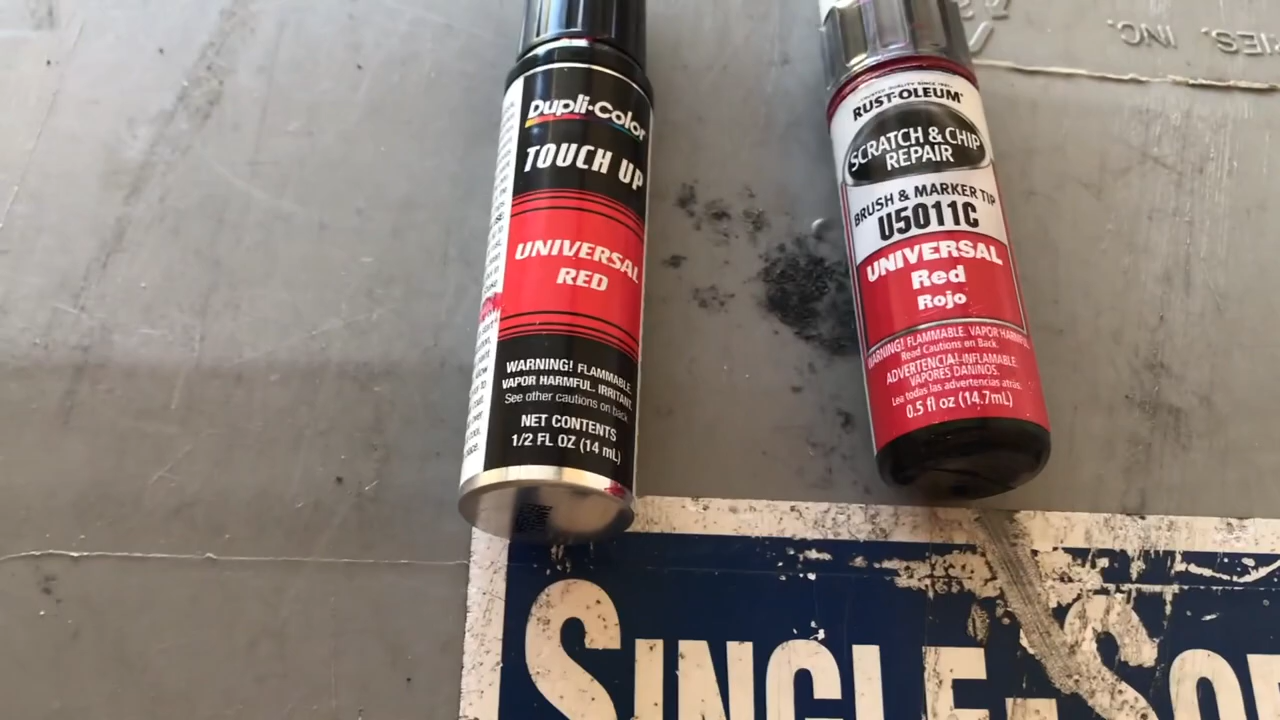 Dupli-Color
TOUCH UP
UNIVERSAL
RED
WARNING! FLAMMABLE.
VAPOR HARMFUL. IRRITANT.
See other cautions on back.
NET CONTENTS
1/2 FL OZ (14 mL)
RUST-OLEUM
SCRATCH & CHIP
REPAIR
BRUSH & MARKER TIP
U5011C
UNIVERSAL
Red
Rojo
WARNING! FLAMMABLE. VAPOR HARMFUL.
Read Cautions on Back.
ADVERTENCIA! INFLAMABLE.
VAPORES DANINOS.
Lea todas las advertencias atrás.
0.5 fl oz (14.7mL)
IES, INC.
SINGLE-SO